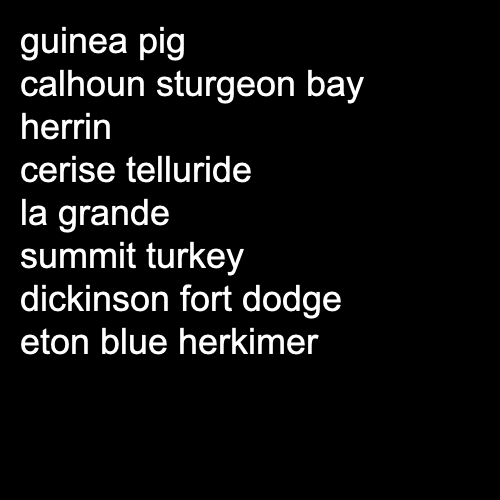 guinea pig
calhoun sturgeon bay
herrin
cerise telluride
la grande
summit turkey
dickinson fort dodge
eton blue herkimer